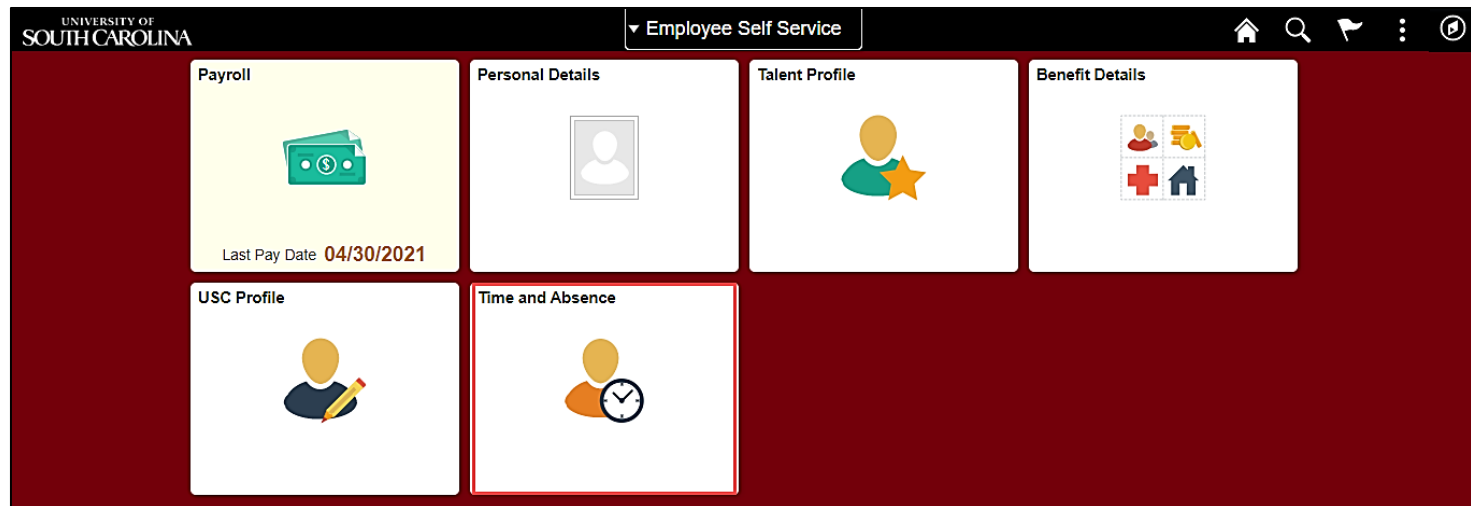 UNIVERSITY OF
SOUTH CAROLINA
Employee Self Service
Payroll
Personal Details
Talent Profile
Benefit Details
Last Pay Date 04/30/2021
USC Profile
Time and Absence